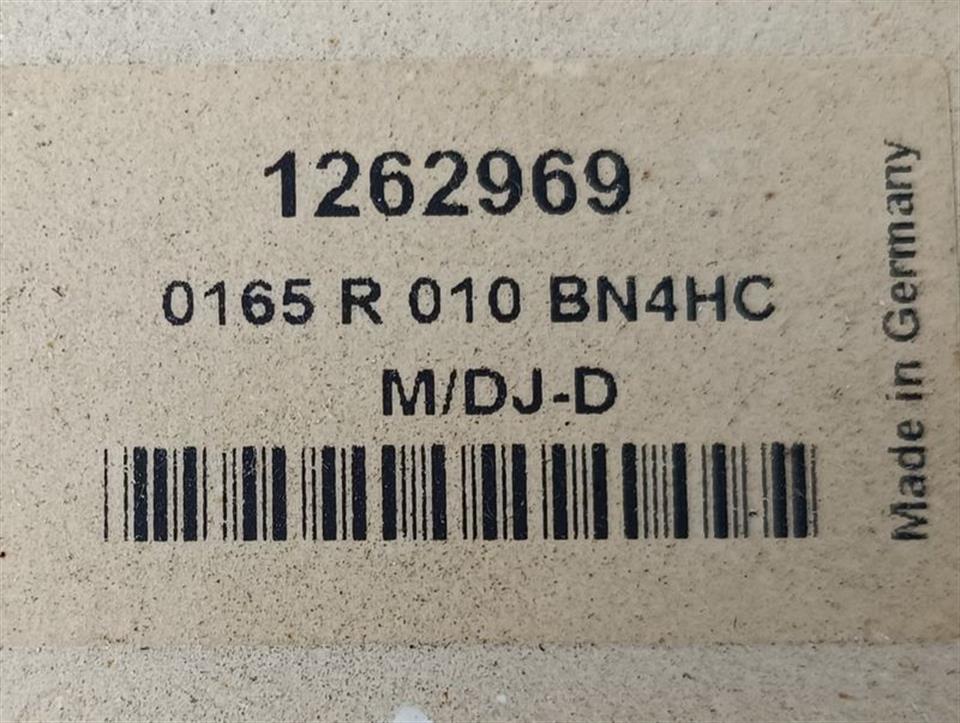 1262969
0165 R 010 BN4HC
M/DJ-D
Made in Germany